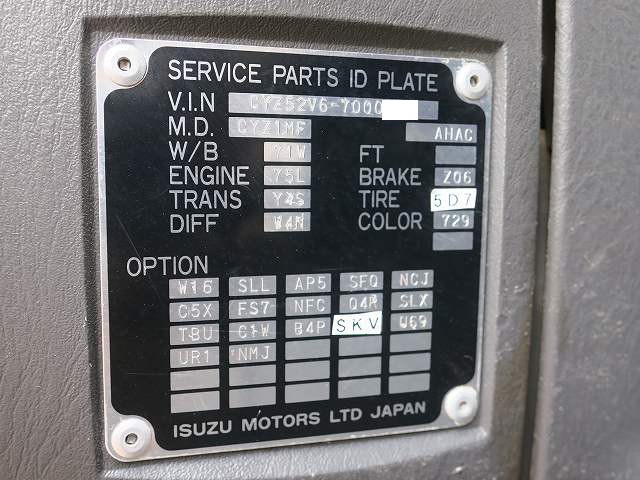 SERVICE PARTS ID PLATE
V.I.N CYZ52V6-7000
M.D. CYZ1MF AHAC
W/B 71W FT
ENGINE Y5L BRAKE Z06
TRANS Y4S TIRE 5D7
DIFF W4N COLOR 729
OPTION
W16 SLL AP5 SFQ NCJ
C5X FS7 NFC Q4R SLX
TBU C1W B4P SKV U69
UR1 NMJ
ISUZU MOTORS LTD JAPAN